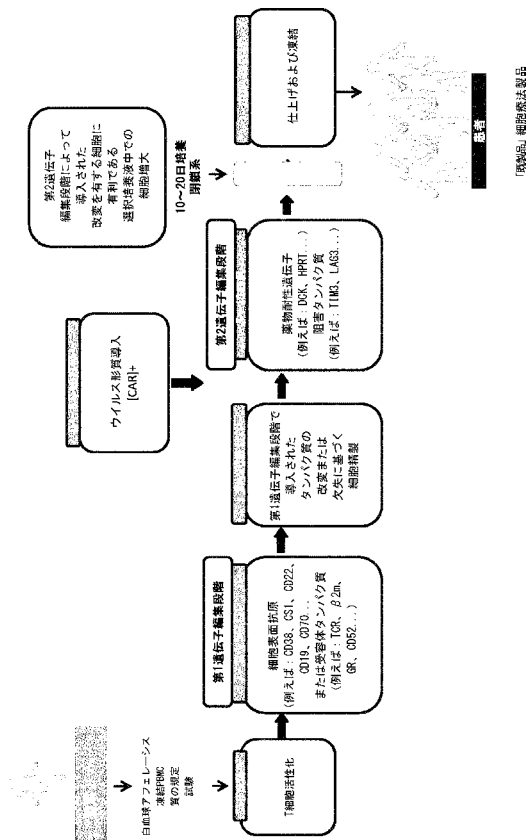 白血球アフェレーシス
凍結PBMC
質の規定
試験
T細胞活性化
第1遺伝子編集段階
細胞表面抗原
(例えば：CD38、CS1、CD22、
CD19、CD70...
または受容体タンパク質
(例えば：TCR、β2m、
GR、CD52...)
第1遺伝子編集段階で
導入された
タンパク質の
改変または
欠失に基づく
細胞精製
ウイルス形質導入
[CAR]+
第2遺伝子編集段階
薬物耐性遺伝子
(例えば：DCK、HPRT...)
阻害タンパク質
(例えば：TIM3、LAG3...)
第2遺伝子
編集段階によって
導入された
改変を有する細胞に
有利である
選択培養液中での
細胞増大
10～20日培養
閉鎖系
仕上げおよび凍結
患者
「既製品」細胞療法製品